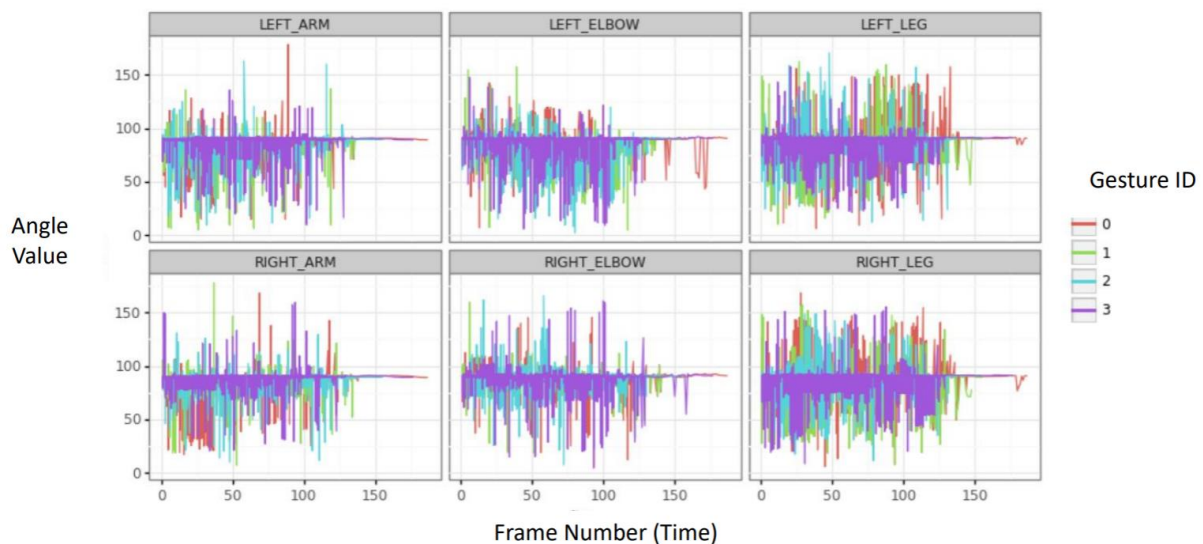 LEFT_ARM LEFT_ELBOW LEFT_LEG
150
100
50
0
Gesture ID
0
1
2
3
Angle
Value
RIGHT_ARM RIGHT_ELBOW RIGHT_LEG
150
100
50
0
0 50 100 150 0 50 100 150 0 50 100 150
Frame Number (Time)